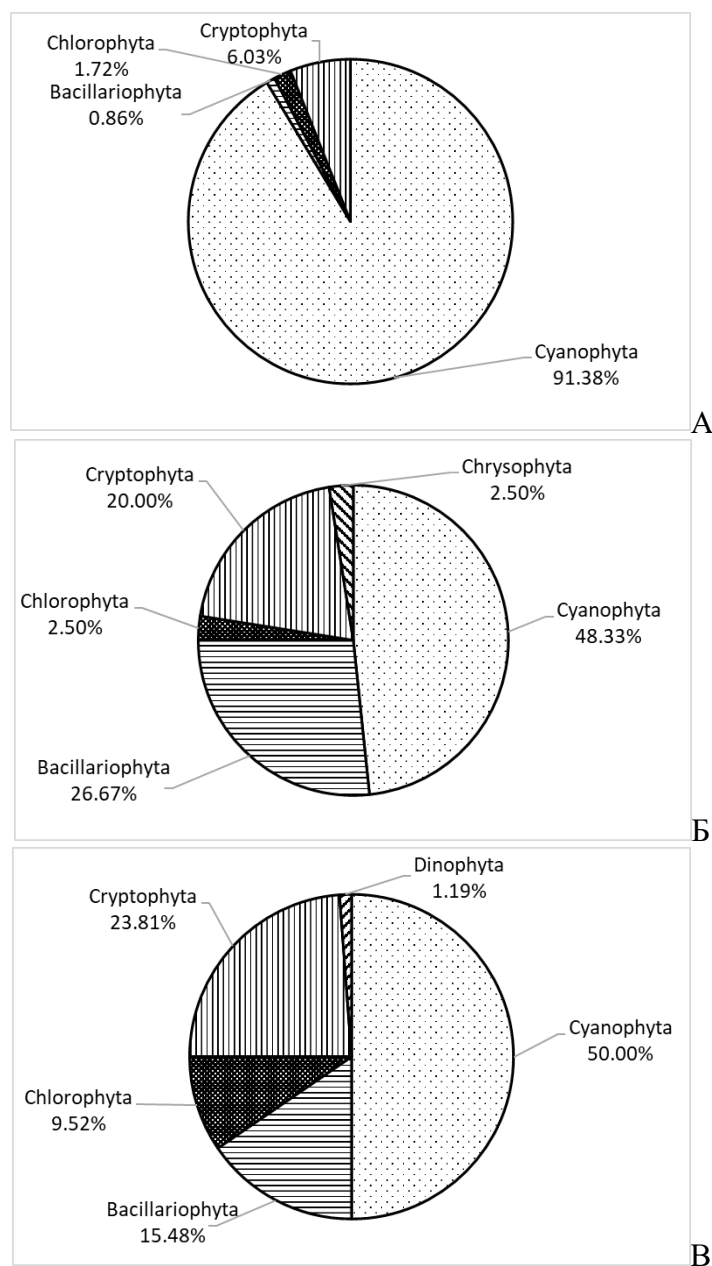 Cryptophyta
6.03%
Chlorophyta
1.72%
Bacillariophyta
0.86%
Cyanophyta
91.38%
А
Cryptophyta
20.00%
Chrysophyta
2.50%
Chlorophyta
2.50%
Cyanophyta
48.33%
Bacillariophyta
26.67%
Б
Dinophyta
1.19%
Cryptophyta
23.81%
Cyanophyta
50.00%
Chlorophyta
9.52%
Bacillariophyta
15.48%
В